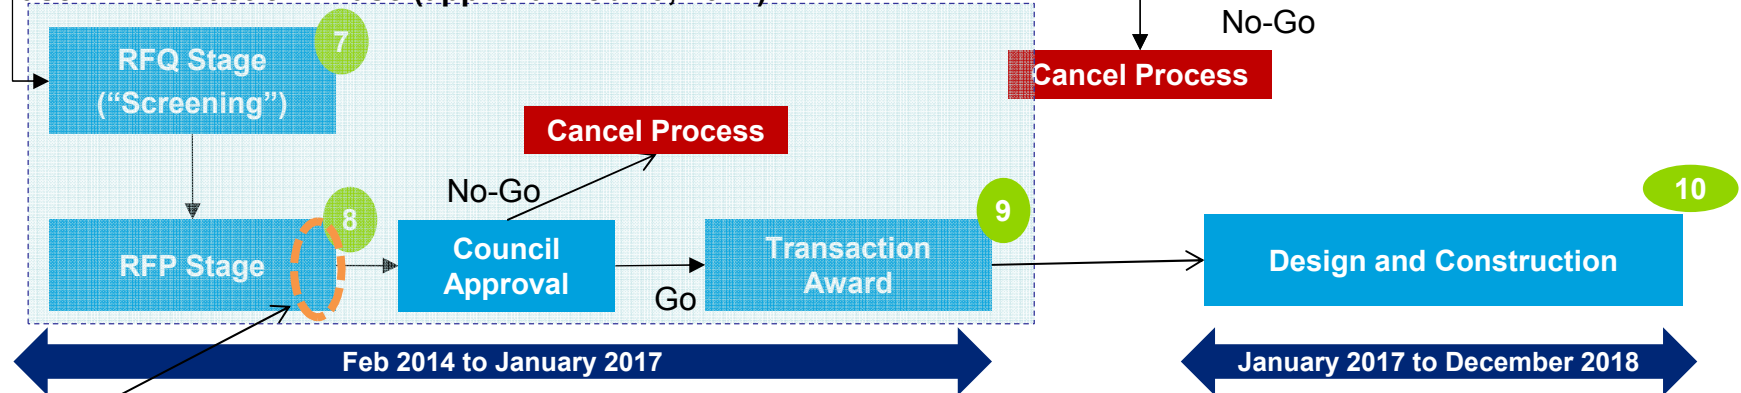 No-Go
7
RFQ Stage
(“Screening”)
Cancel Process
Cancel Process
No-Go
8
9
10
RFP Stage
Council
Approval
Go
Transaction
Award
Design and Construction
Feb 2014 to January 2017
January 2017 to December 2018